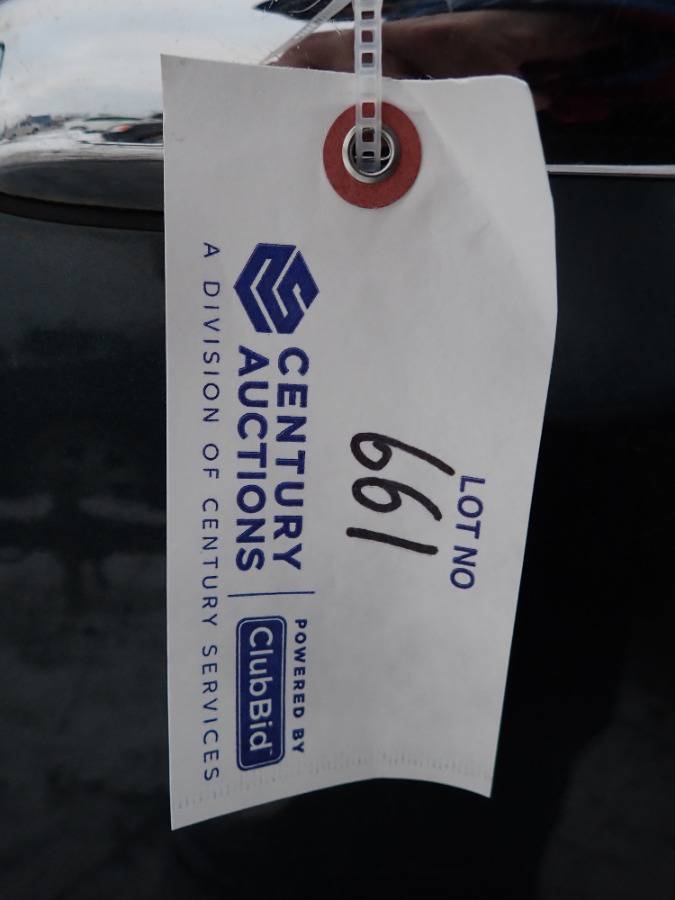 LOT NO
661
CENTURY
AUCTIONS
POWERED BY
ClubBid
A DIVISION OF CENTURY SERVICES